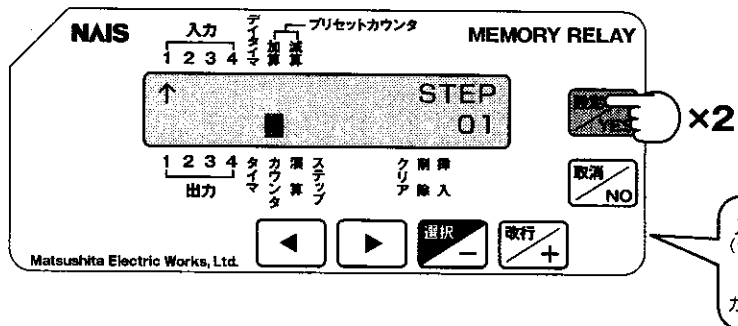 NAIS
入力
1 2 3 4
デイタイマ
加算
減算
プリセットカウンタ
MEMORY RELAY
↑ STEP
01
YES
×2
1 2 3 4
出力
タイマ
カウンタ
演算
ステップ
クリア
削除
挿入
取消
NO
◀ ▶ 選択 − 改行 +
Matsushita Electric Works, Ltd.